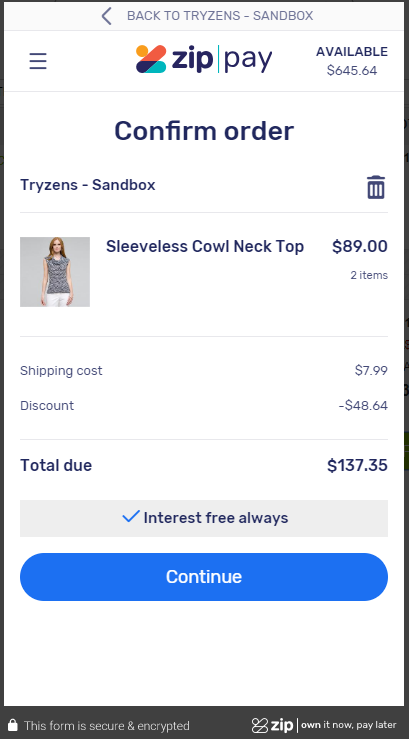 BACK TO TRYZENS - SANDBOX
zip pay
AVAILABLE
$645.64
Confirm order
Tryzens - Sandbox
Sleeveless Cowl Neck Top $89.00
2 items
Shipping cost $7.99
Discount -$48.64
Total due $137.35
Interest free always
Continue
This form is secure & encrypted zip own it now, pay later